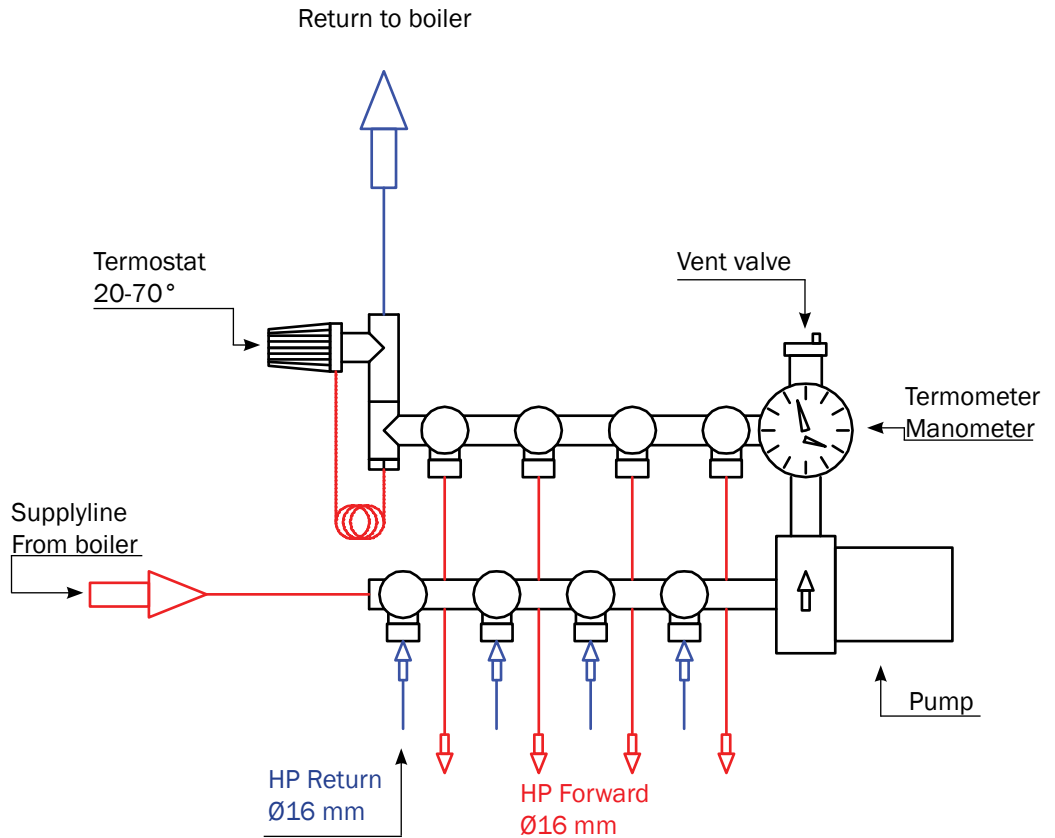 Return to boiler
Termostat
20-70°
Vent valve
Termometer
Manometer
Supplyline
From boiler
Pump
HP Return
Ø16 mm
HP Forward
Ø16 mm